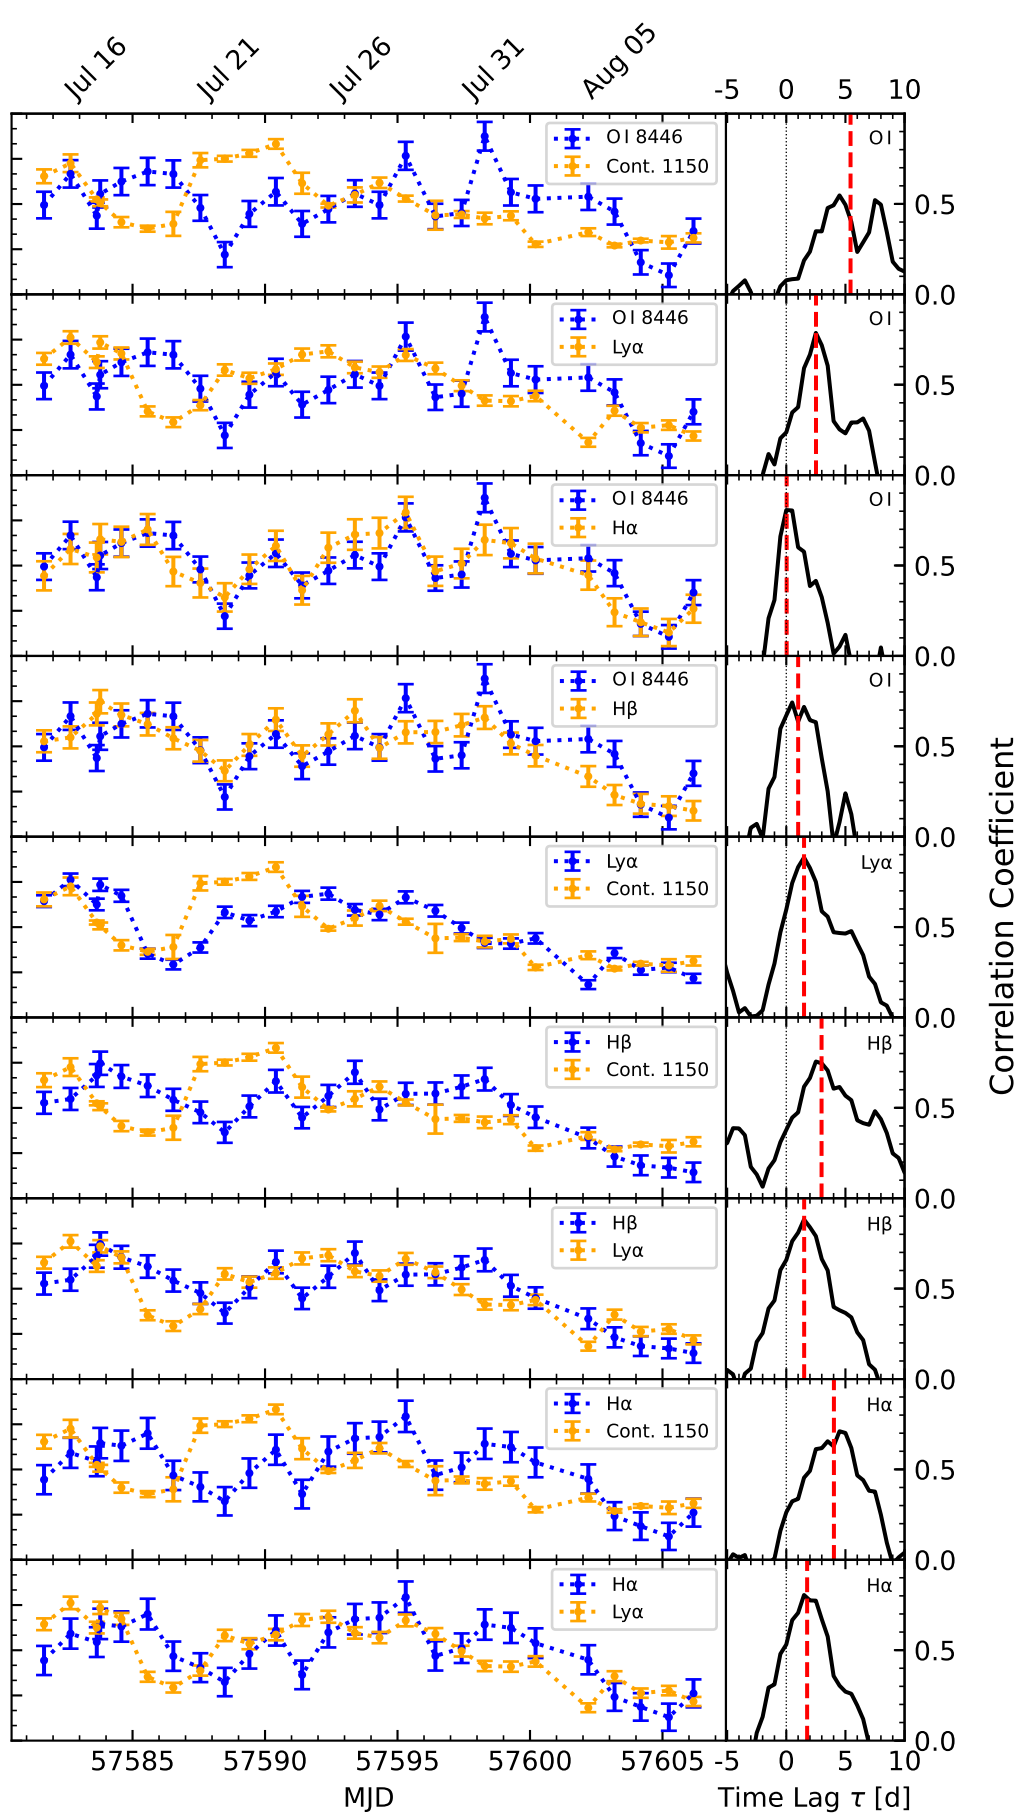 Jul 16
Jul 21
Jul 26
Jul 31
Aug 05
-5 0 5 10
O I 8446
Cont. 1150
O I
0.5
0.0
O I 8446
Lyα
O I
0.5
0.0
O I 8446
Hα
O I
0.5
0.0
O I 8446
Hβ
O I
0.5
0.0
Lyα
Cont. 1150
Lyα
0.5
0.0
Hβ
Cont. 1150
Hβ
0.5
0.0
Hβ
Lyα
Hβ
0.5
0.0
Hα
Cont. 1150
Hα
0.5
0.0
Hα
Lyα
Hα
0.5
0.0
Correlation Coefficient
57585 57590 57595 57600 57605
-5 0 5 10
MJD
Time Lag τ [d]